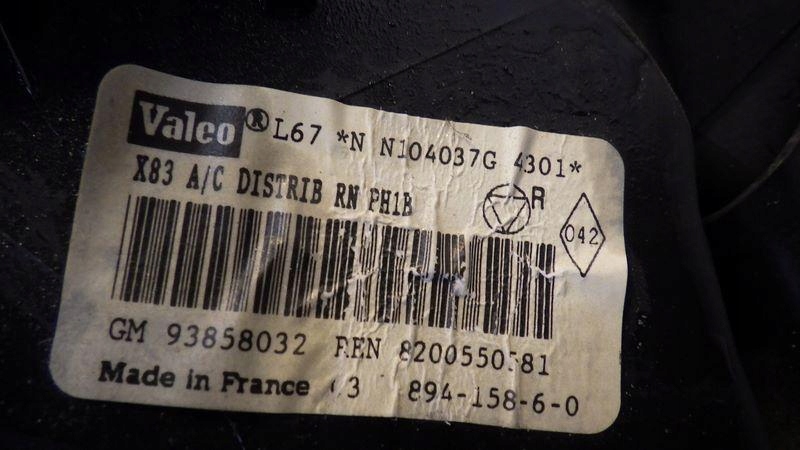 Valeo ® L67 *N N104037G 4301*
X83 A/C DISTRIB RN PH1B
R
042
GM 93858032 REN
Made in France 894-158-6-0